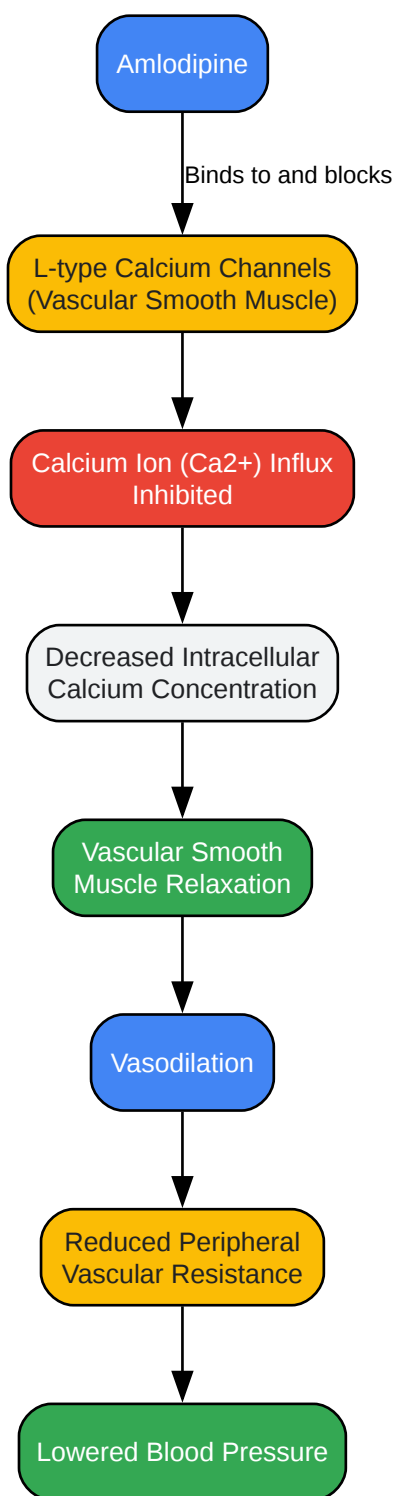 Amlodipine
Binds to and blocks
L-type Calcium Channels
(Vascular Smooth Muscle)
Calcium Ion (Ca2+) Influx
Inhibited
Decreased Intracellular
Calcium Concentration
Vascular Smooth
Muscle Relaxation
Vasodilation
Reduced Peripheral
Vascular Resistance
Lowered Blood Pressure